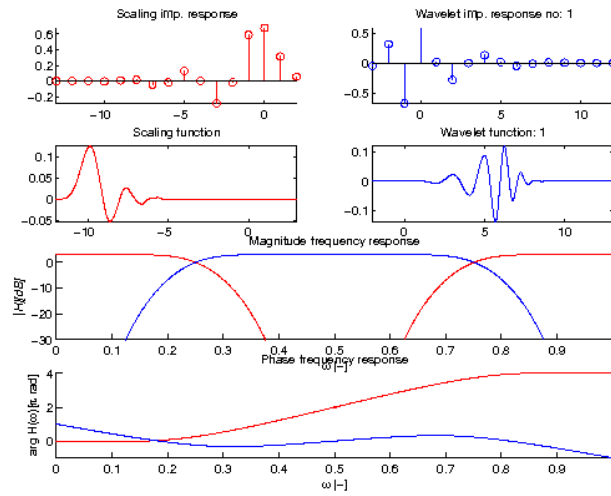 Scaling imp. response
Wavelet imp. response no: 1
0.6
0.4
0.2
0
-0.2
-10 -5 0
0.5
0
-0.5
0 5 10
Scaling function
Wavelet function: 1
0.1
0.05
0
-0.05
-10 -5 0
0.1
0
-0.1
0 5 10
Magnitude frequency response
|H|[dB]
0
-10
-20
-30
0 0.1 0.2 0.3 0.4 0.5 0.6 0.7 0.8 0.9
ω[-]
Phase frequency response
arg H(ω)[π rad]
4
2
0
0 0.1 0.2 0.3 0.4 0.5 0.6 0.7 0.8 0.9
ω [-]